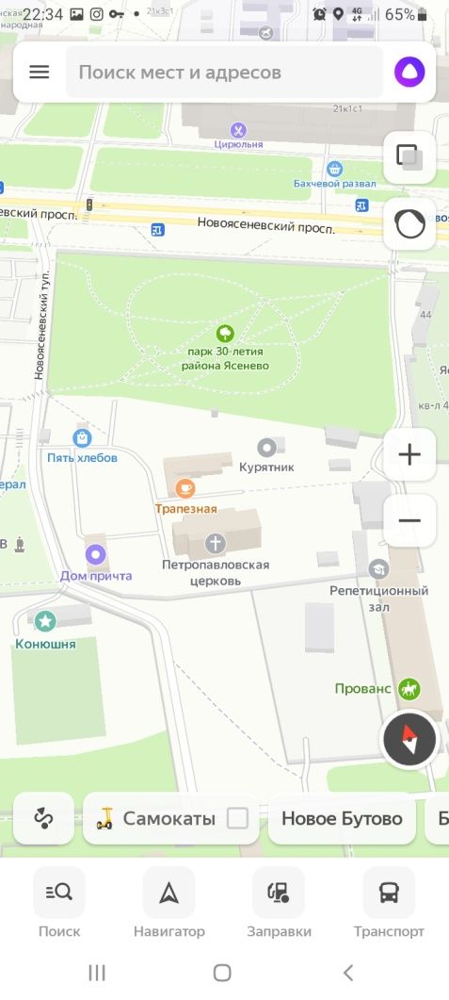 22:34 4G 65%
21к3с1
народная
Поиск мест и адресов
21к1с1
Цирюльня
Бахчевой развал
евский просп.
Новоясеневский просп.
Новоясеневский туп.
44
парк 30-летия
района Ясенево
кв-л 4
Пять хлебов
Курятник
ерал
Трапезная
В
Дом причта
Петропавловская
церковь
Репетиционный
зал
Конюшня
Прованс
Самокаты
Новое Бутово
Б
Поиск
Навигатор
Заправки
Транспорт